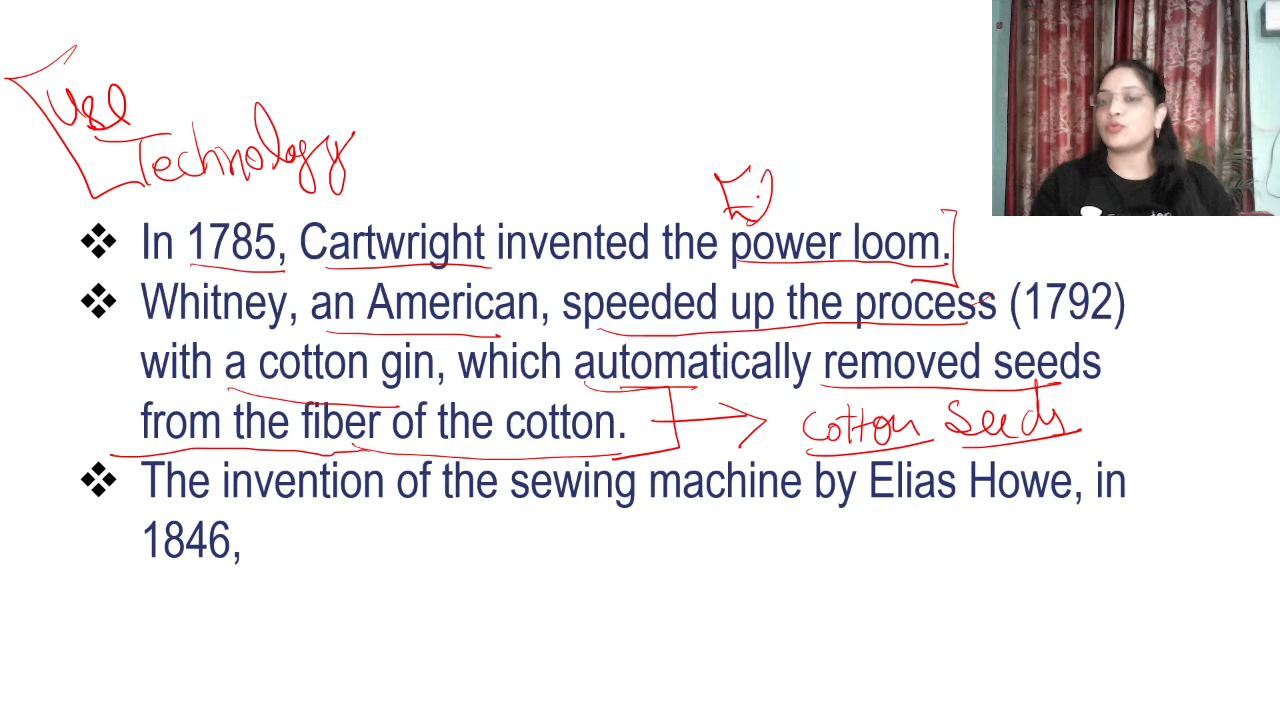 Use
Technology
❖ In 1785, Cartwright invented the power loom.
❖ Whitney, an American, speeded up the process (1792)
with a cotton gin, which automatically removed seeds
from the fiber of the cotton.
cotton Seeds
❖ The invention of the sewing machine by Elias Howe, in
1846,